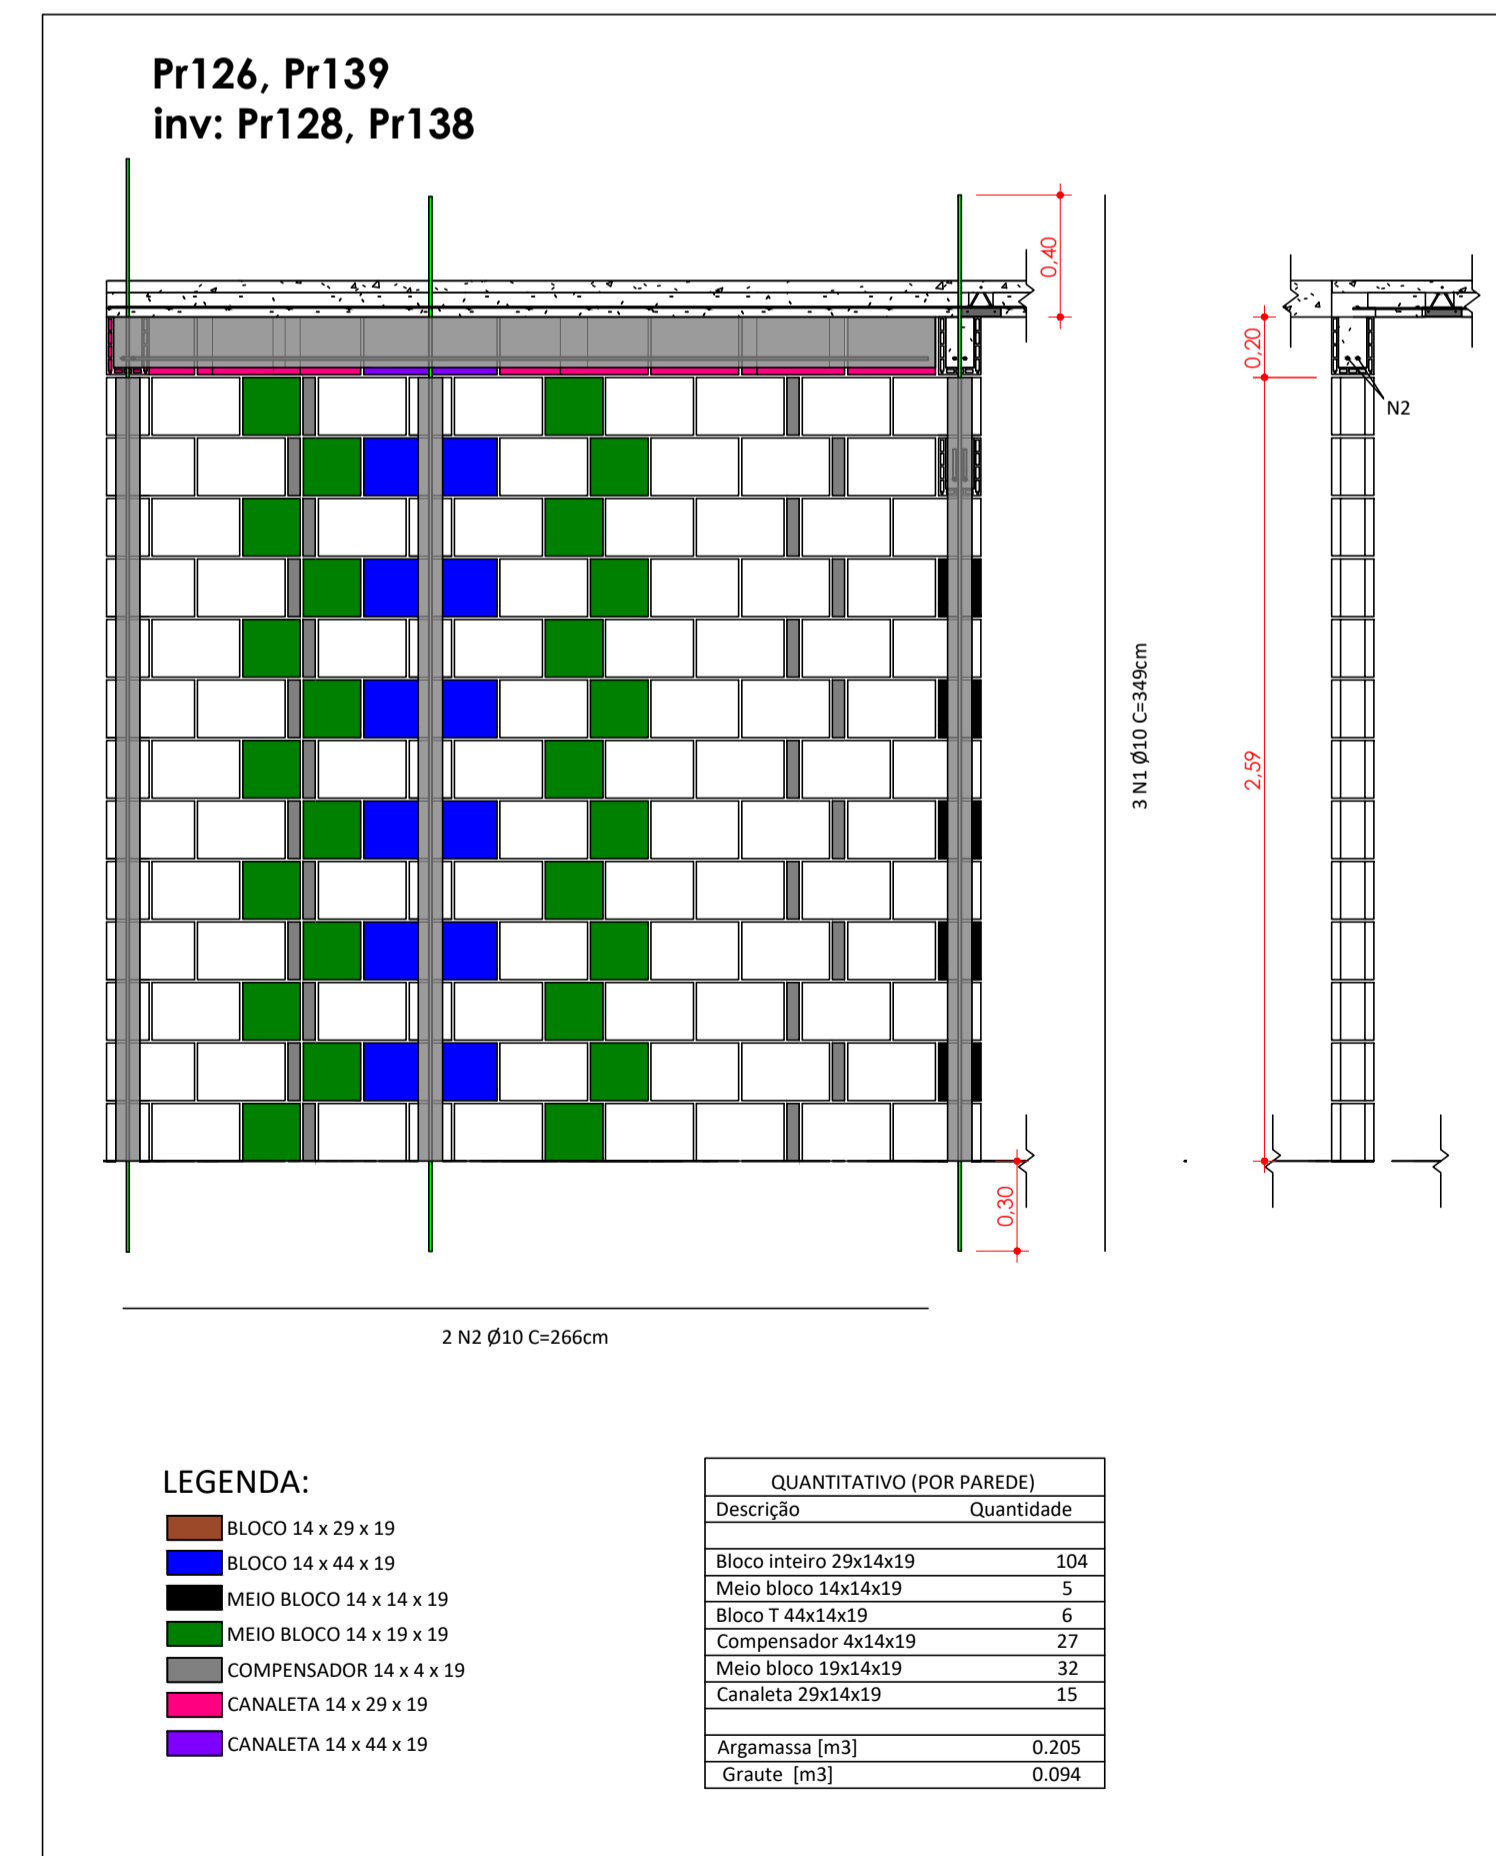 Pr126, Pr139
inv: Pr128, Pr138
0,40
0,20
N2
3 N1 Ø10 C=349cm
2,59
0,30
2 N2 Ø10 C=266cm
LEGENDA:
BLOCO 14 x 29 x 19
BLOCO 14 x 44 x 19
MEIO BLOCO 14 x 14 x 19
MEIO BLOCO 14 x 19 x 19
COMPENSADOR 14 x 4 x 19
CANALETA 14 x 29 x 19
CANALETA 14 x 44 x 19
QUANTITATIVO (POR PAREDE)
Descrição Quantidade
Bloco inteiro 29x14x19 104
Meio bloco 14x14x19 5
Bloco T 44x14x19 6
Compensador 4x14x19 27
Meio bloco 19x14x19 32
Canaleta 29x14x19 15
Argamassa [m3] 0.205
Graute [m3] 0.094